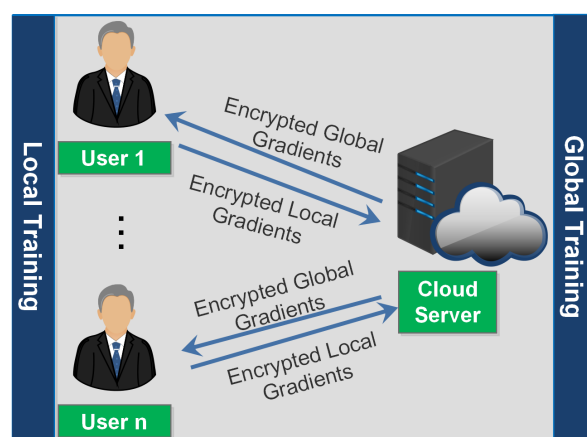 Local Training
User 1
Encrypted Global
Gradients
Encrypted Local
Gradients
Encrypted Global
Gradients
Encrypted Local
Gradients
User n
Cloud
Server
Global Training